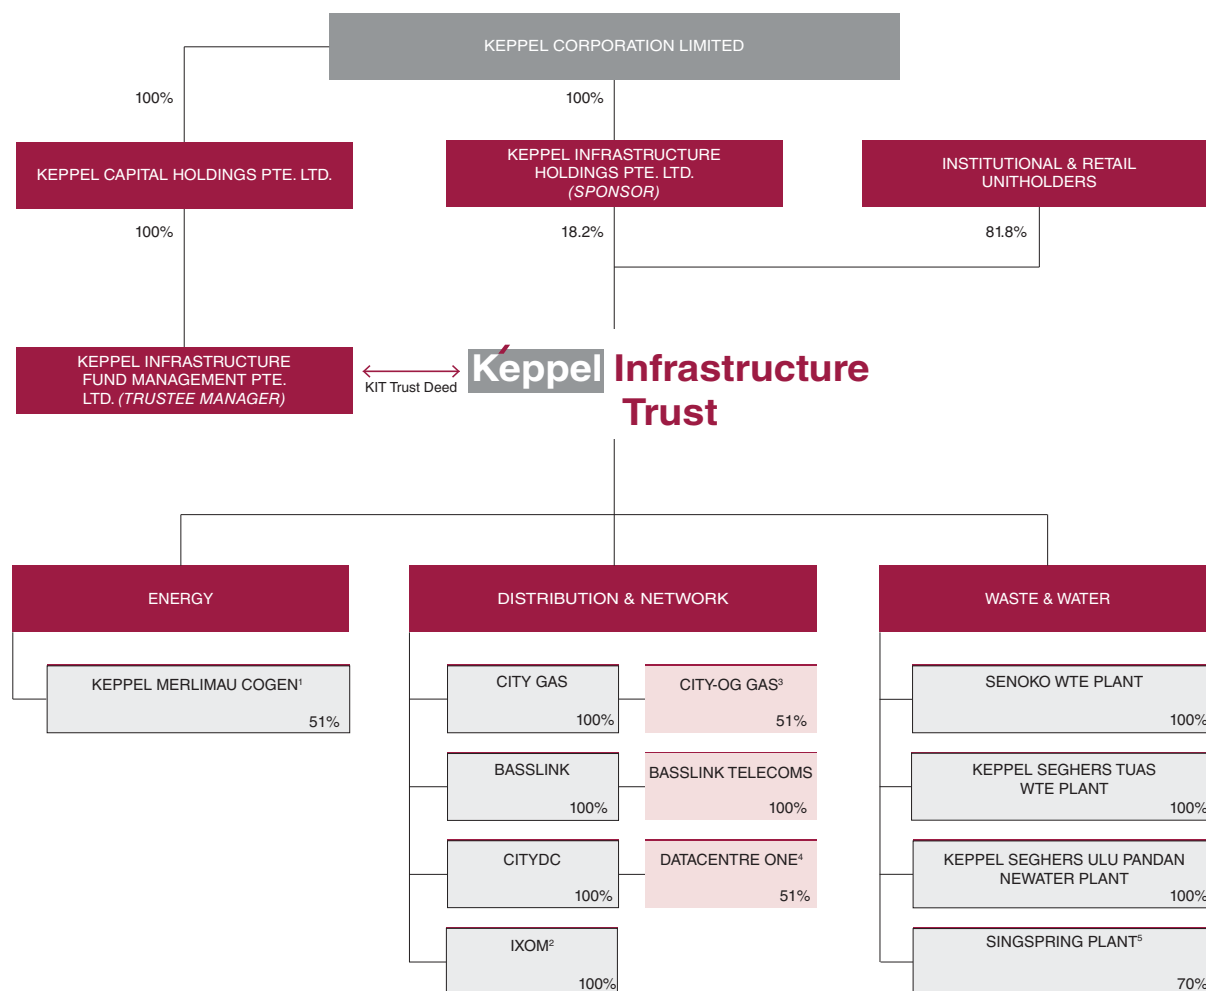 KEPPEL CORPORATION LIMITED
100%
100%
KEPPEL CAPITAL HOLDINGS PTE. LTD.
KEPPEL INFRASTRUCTURE
HOLDINGS PTE. LTD.
(SPONSOR)
INSTITUTIONAL & RETAIL
UNITHOLDERS
100%
18.2%
81.8%
KEPPEL INFRASTRUCTURE
FUND MANAGEMENT PTE.
LTD. (TRUSTEE MANAGER)
KIT Trust Deed
Keppel Infrastructure
Trust
ENERGY
DISTRIBUTION & NETWORK
WASTE & WATER
KEPPEL MERLIMAU COGEN¹
51%
CITY GAS
100%
CITY-OG GAS³
51%
SENOKO WTE PLANT
100%
BASSLINK
100%
BASSLINK TELECOMS
100%
KEPPEL SEGHERS TUAS
WTE PLANT
100%
CITYDC
100%
DATACENTRE ONE⁴
51%
KEPPEL SEGHERS ULU PANDAN
NEWATER PLANT
100%
IXOM²
100%
SINGSPRING PLANT⁵
70%